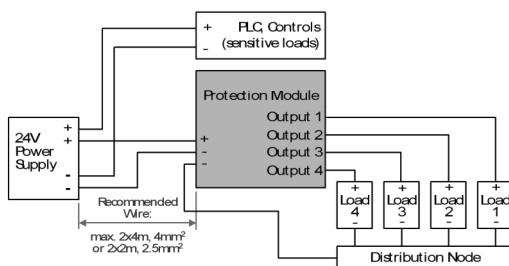 + PLC, Controls
- (sensitive loads)
Protection Module
Output 1
Output 2
Output 3
Output 4
24V
Power
Supply
+
+
-
-
+
-
-
Recommended
Wire:
max. 2x4m, 4mm²
or 2x2m, 2.5mm²
+
Load
4
-
+
Load
3
-
+
Load
2
-
+
Load
1
-
Distribution Node